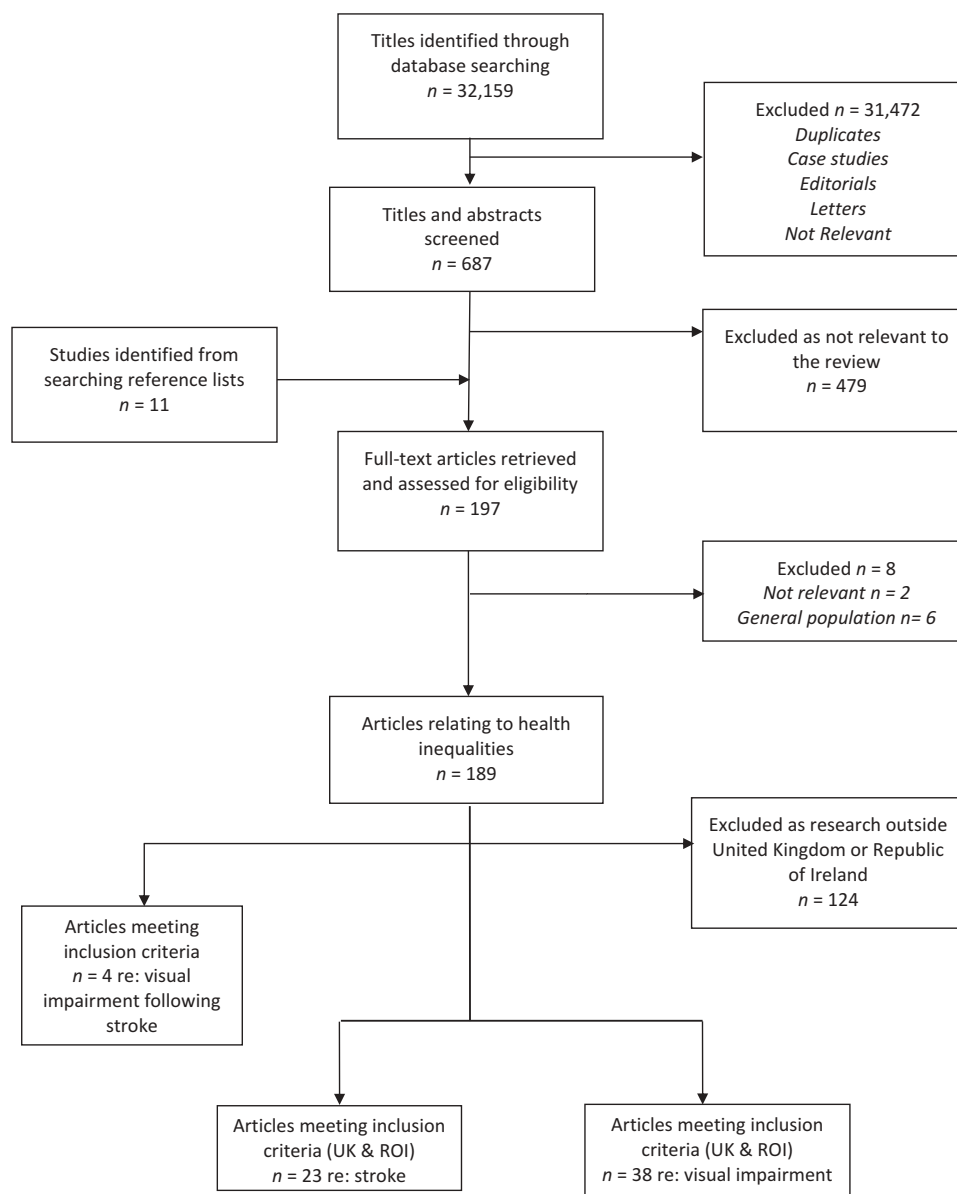 Titles identified through
database searching
n = 32,159
Excluded n = 31,472
Duplicates
Case studies
Editorials
Letters
Not Relevant
Titles and abstracts
screened
n = 687
Excluded as not relevant to
the review
n = 479
Studies identified from
searching reference lists
n = 11
Full-text articles retrieved
and assessed for eligibility
n = 197
Excluded n = 8
Not relevant n = 2
General population n= 6
Articles relating to health
inequalities
n = 189
Excluded as research outside
United Kingdom or Republic
of Ireland
n = 124
Articles meeting
inclusion criteria
n = 4 re: visual
impairment following
stroke
Articles meeting inclusion
criteria (UK & ROI)
n = 23 re: stroke
Articles meeting inclusion
criteria (UK & ROI)
n = 38 re: visual impairment